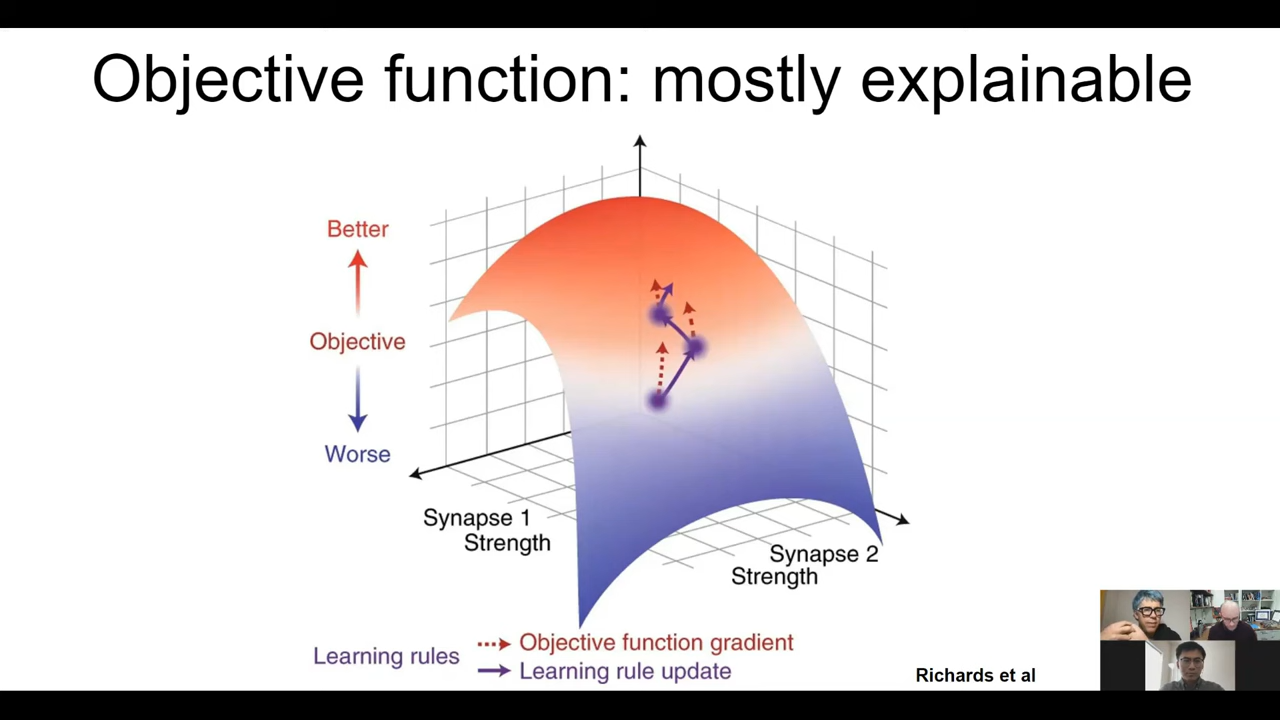 Objective function: mostly explainable
Better
Objective
Worse
Synapse 1
Strength
Synapse 2
Strength
Learning rules
Objective function gradient
Learning rule update
Richards et al